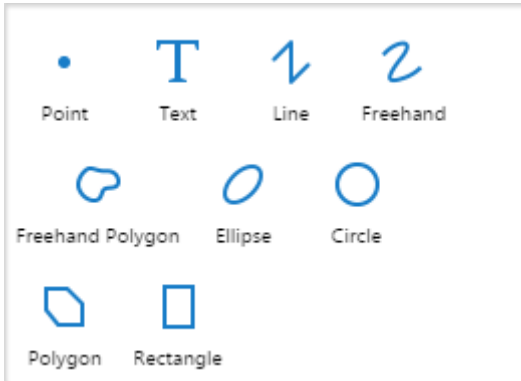 Point Text Line Freehand
Freehand Polygon Ellipse Circle
Polygon Rectangle